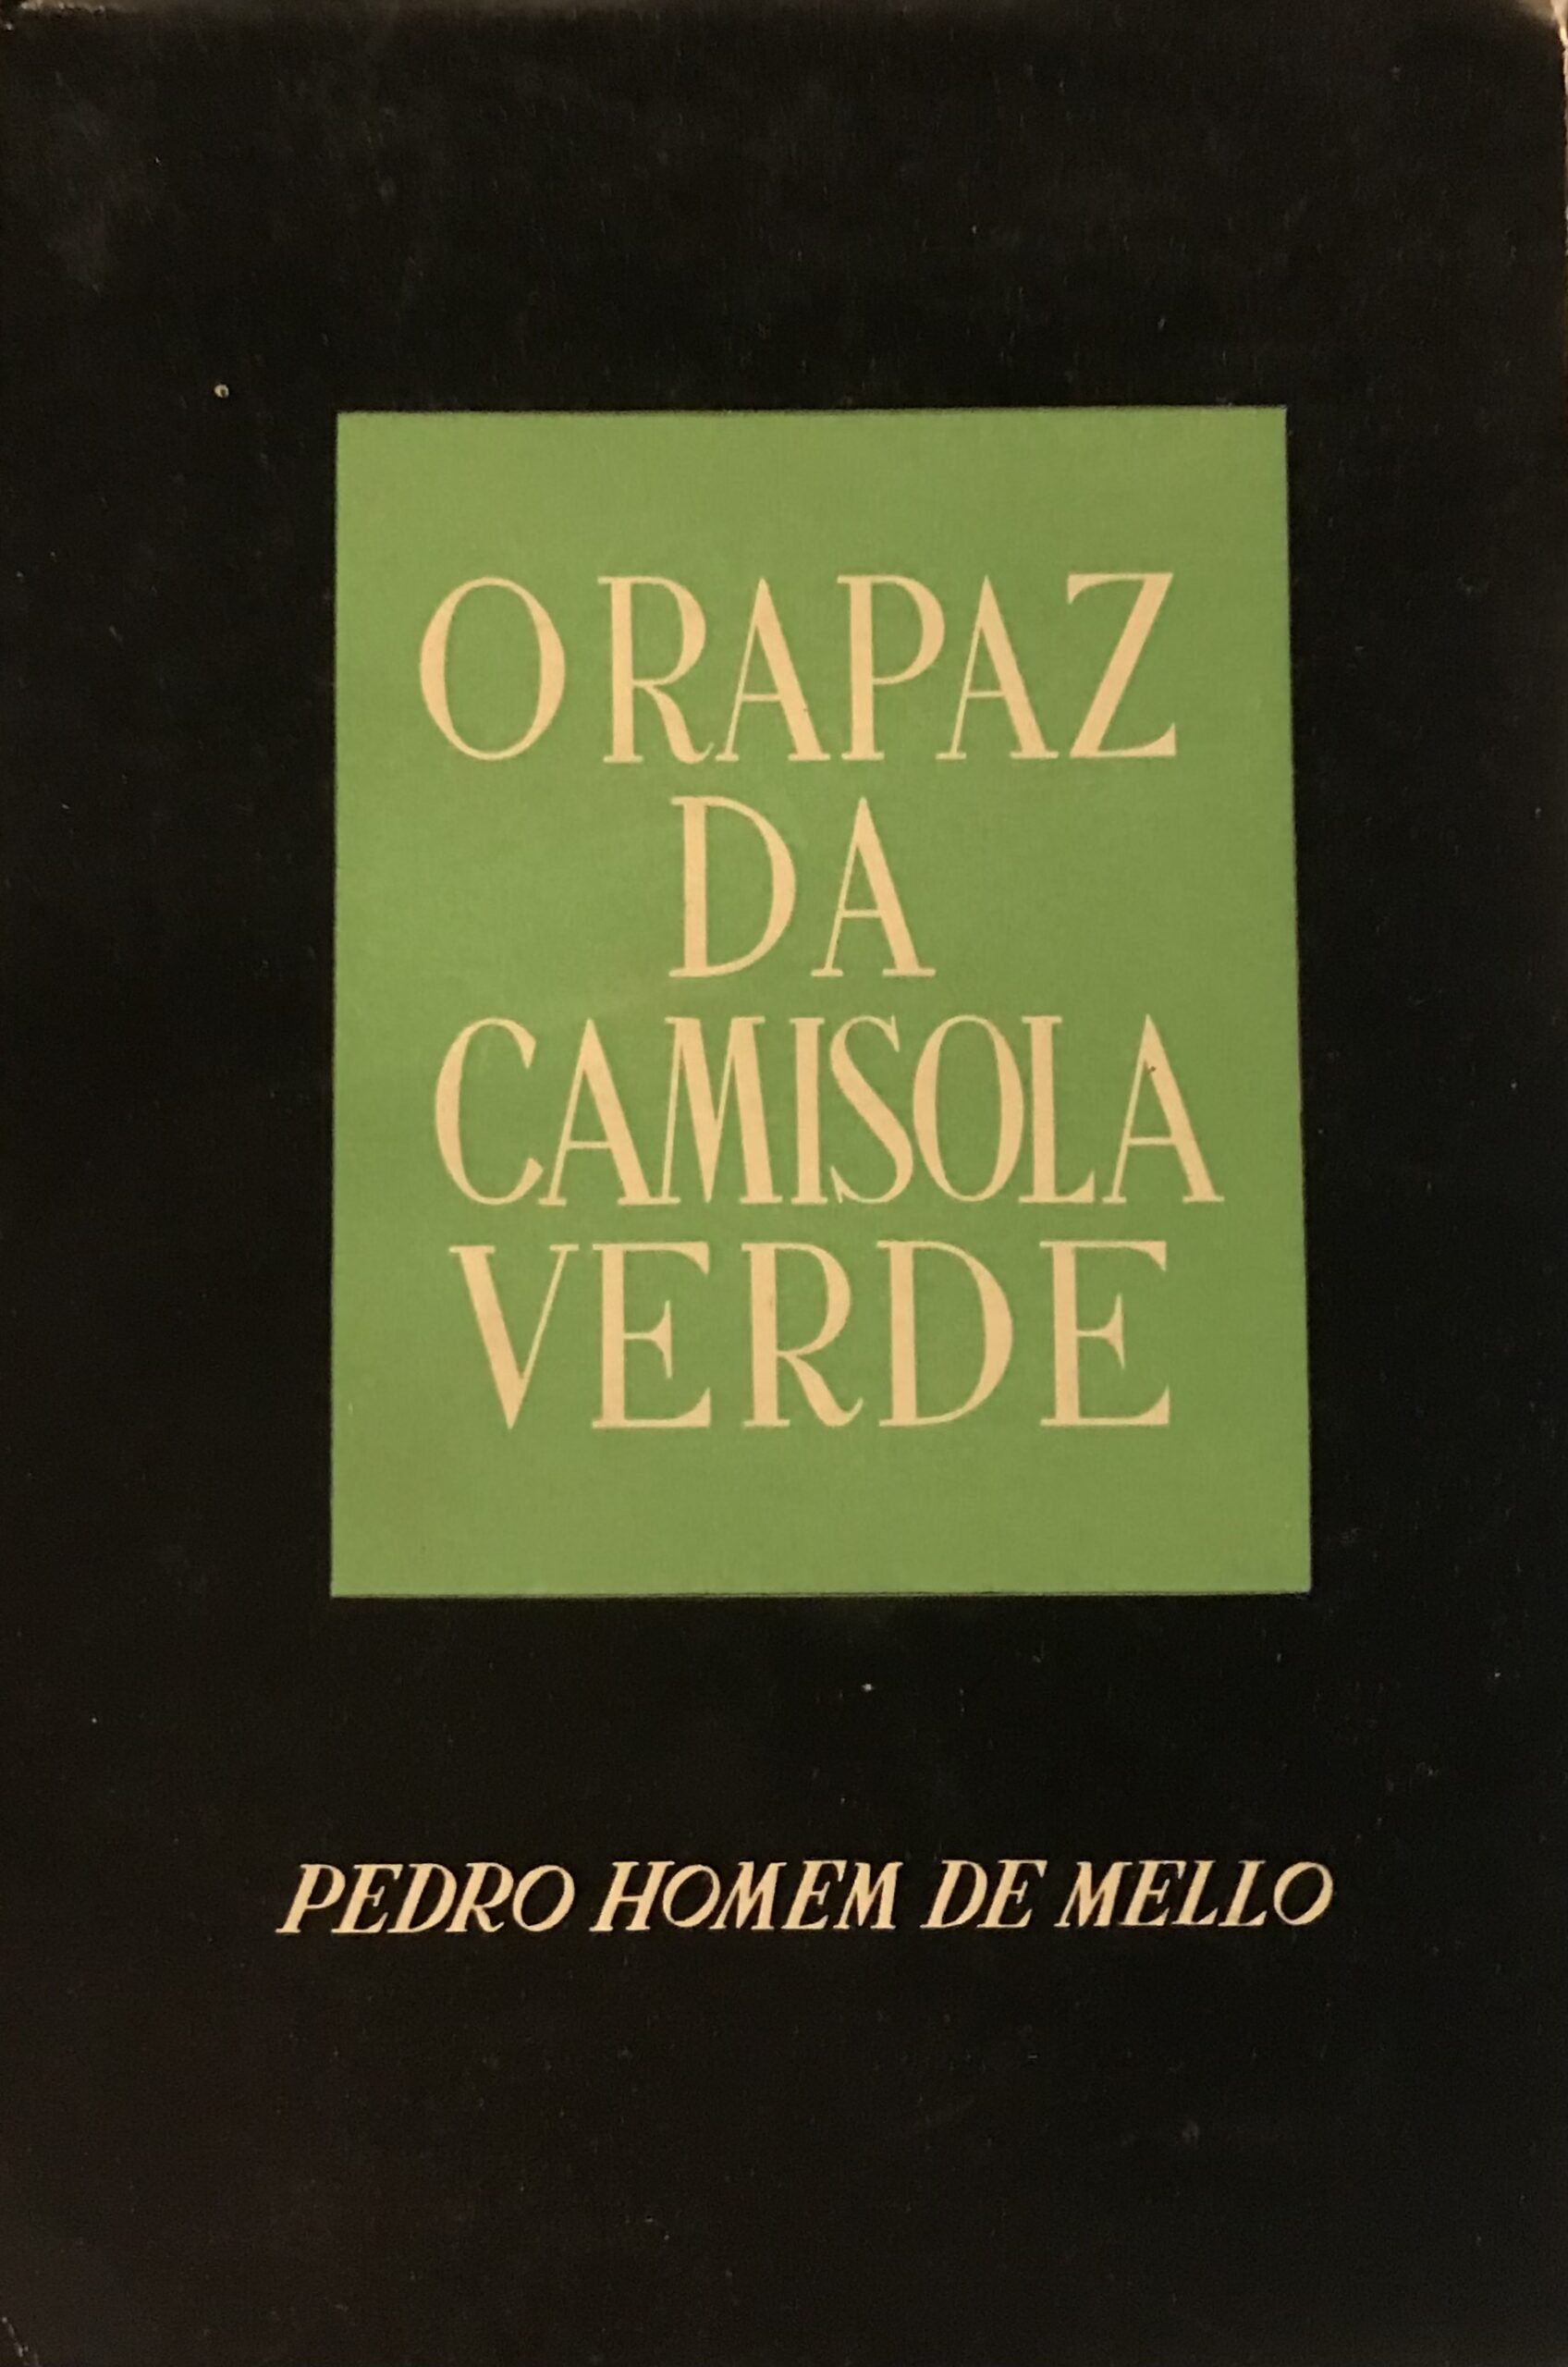 O RAPAZ
DA
CAMISOLA
VERDE
PEDRO HOMEM DE MELLO